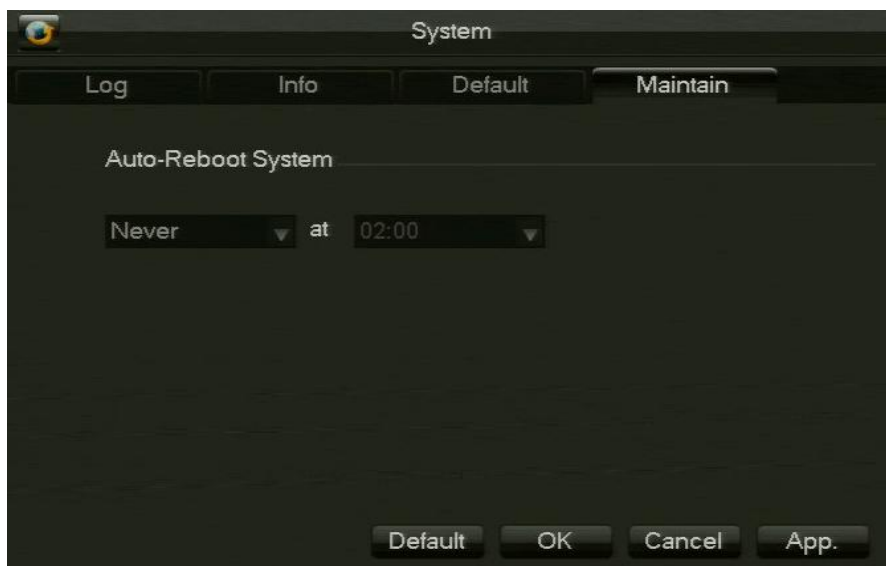 System
Log Info Default Maintain
Auto-Reboot System
Never at 02:00
Default OK Cancel App.